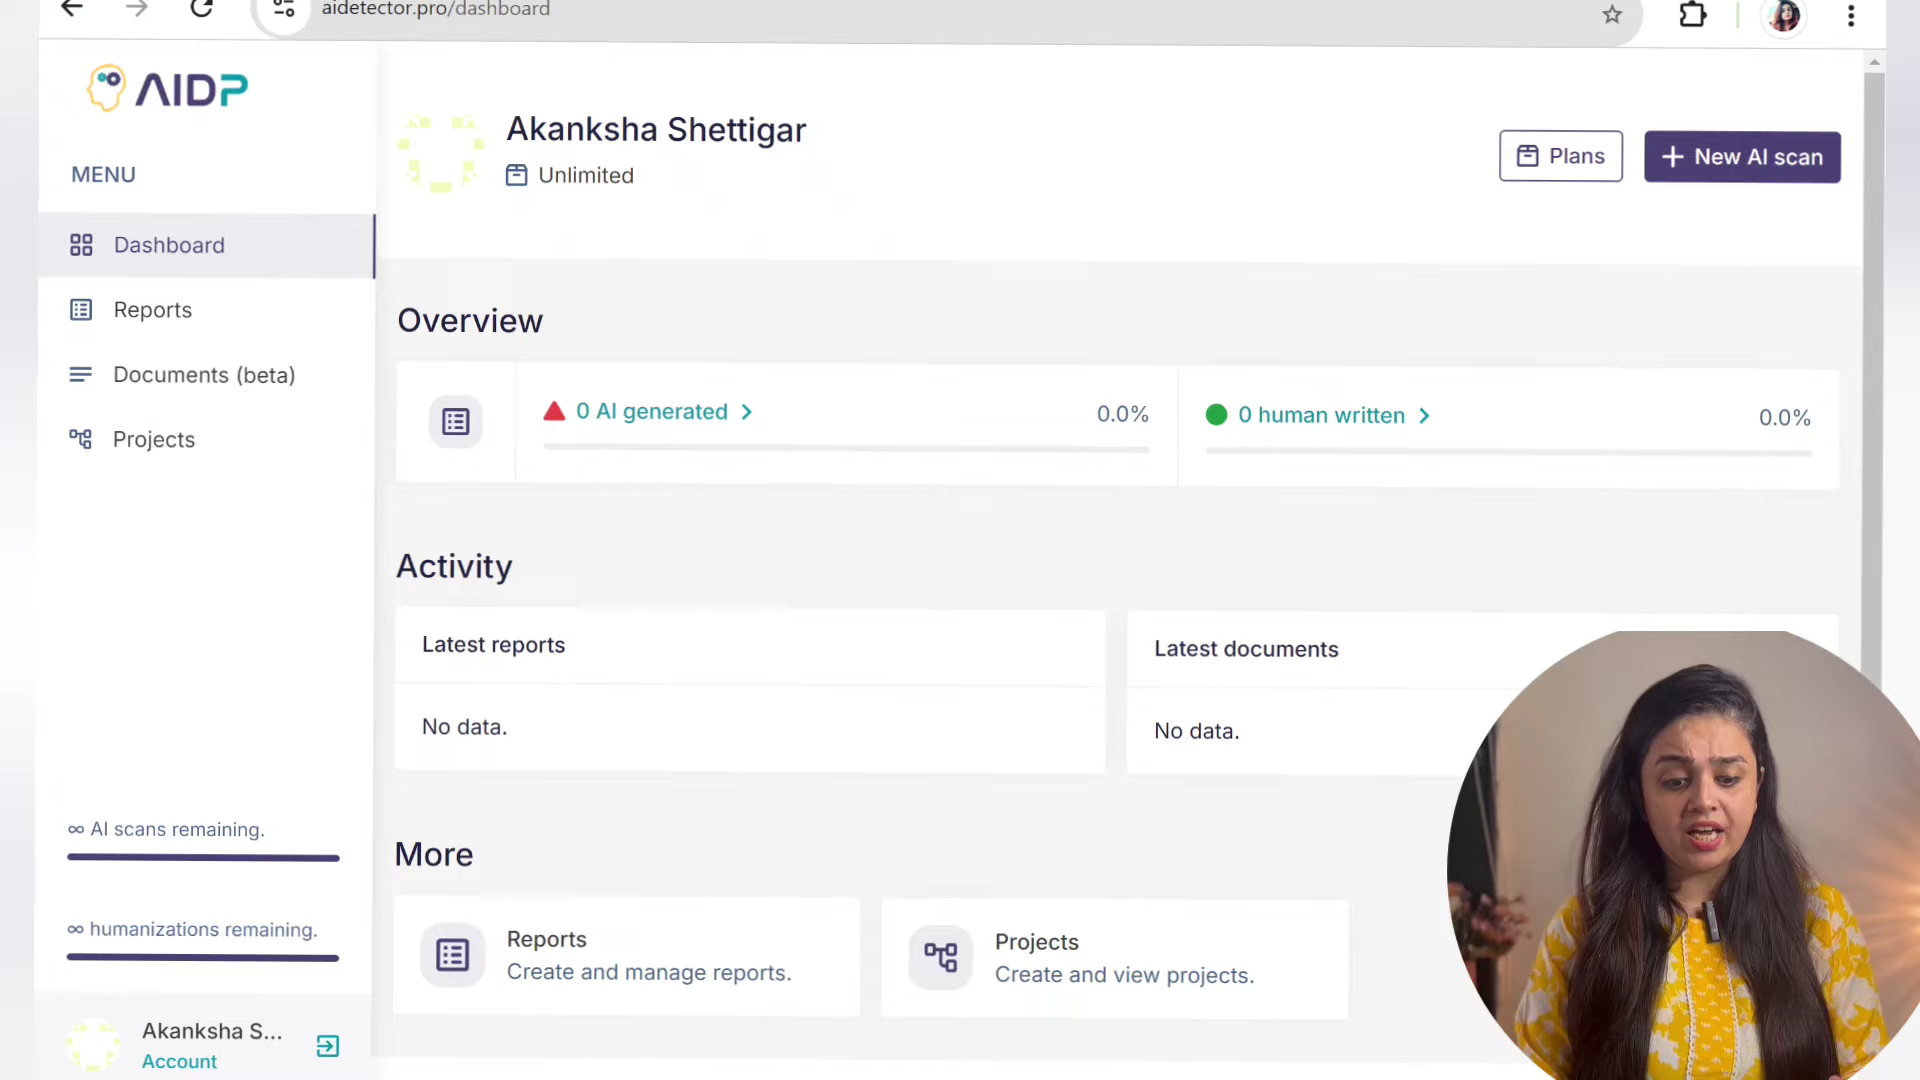 aidetector.pro/dashboard
AIDP
MENU
Dashboard
Reports
Documents (beta)
Projects
∞ AI scans remaining.
∞ humanizations remaining.
Akanksha S...
Account
Akanksha Shettigar
Unlimited
Plans
+ New AI scan
Overview
0 AI generated >
0.0%
0 human written >
0.0%
Activity
Latest reports
No data.
Latest documents
No data.
More
Reports
Create and manage reports.
Projects
Create and view projects.